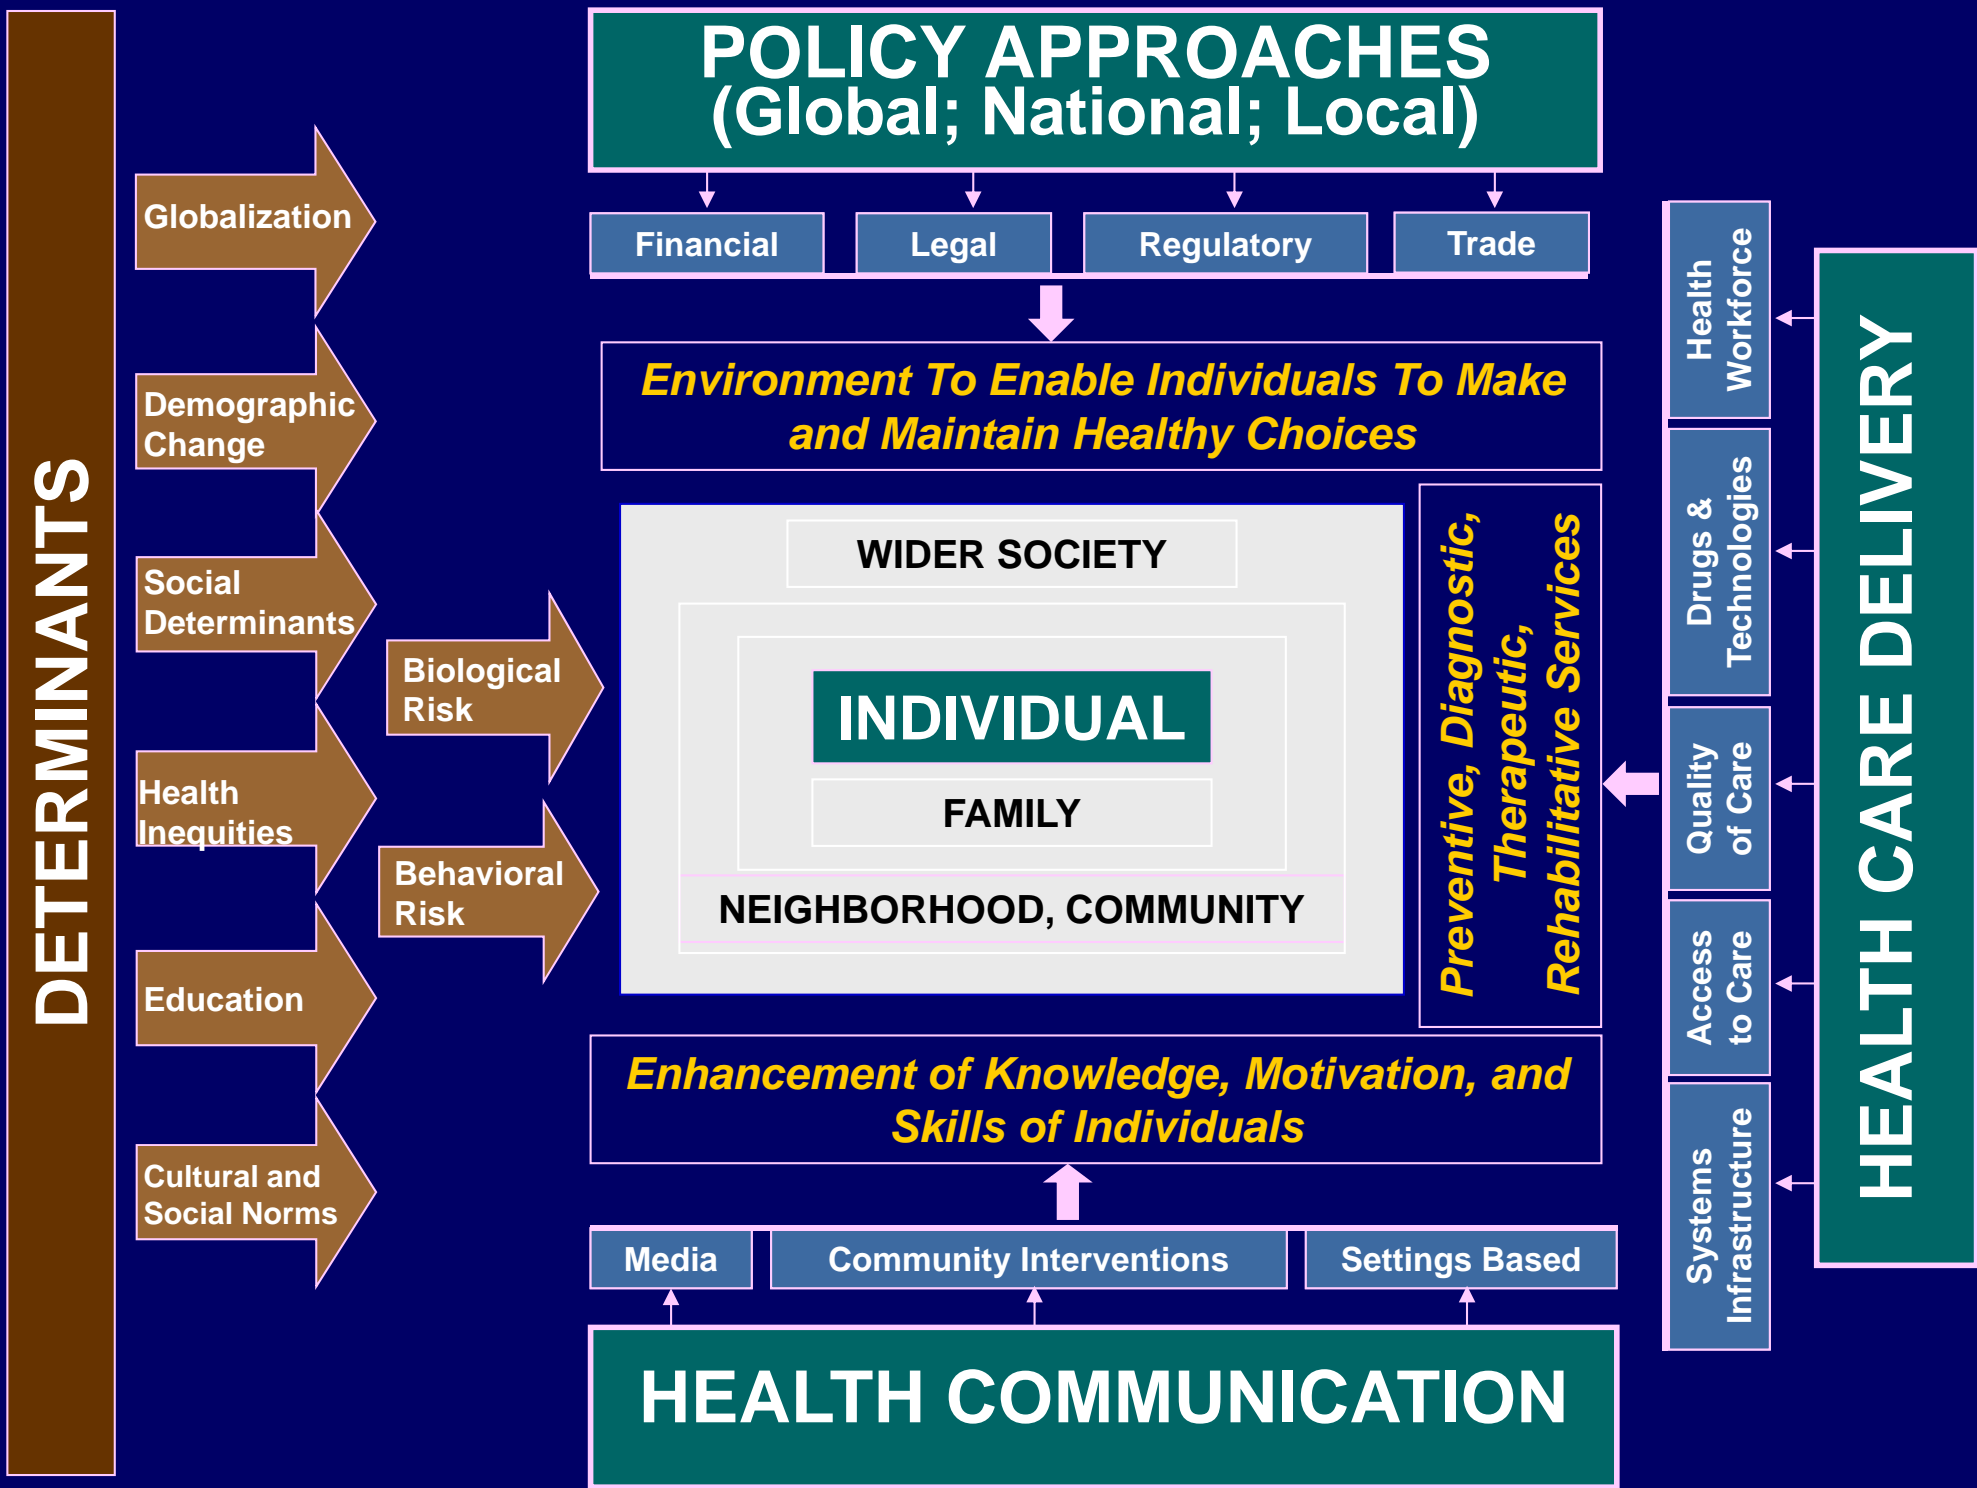 POLICY APPROACHES
(Global; National; Local)
Financial
Legal
Regulatory
Trade
Environment To Enable Individuals To Make
and Maintain Healthy Choices
DETERMINANTS
Globalization
Demographic
Change
Social
Determinants
Health
Inequities
Education
Cultural and
Social Norms
Biological
Risk
Behavioral
Risk
WIDER SOCIETY
INDIVIDUAL
FAMILY
NEIGHBORHOOD, COMMUNITY
Preventive, Diagnostic,
Therapeutic,
Rehabilitative Services
Health
Workforce
Drugs &
Technologies
Quality
of Care
Access
to Care
Systems
Infrastructure
HEALTH CARE DELIVERY
Enhancement of Knowledge, Motivation, and
Skills of Individuals
Media
Community Interventions
Settings Based
HEALTH COMMUNICATION